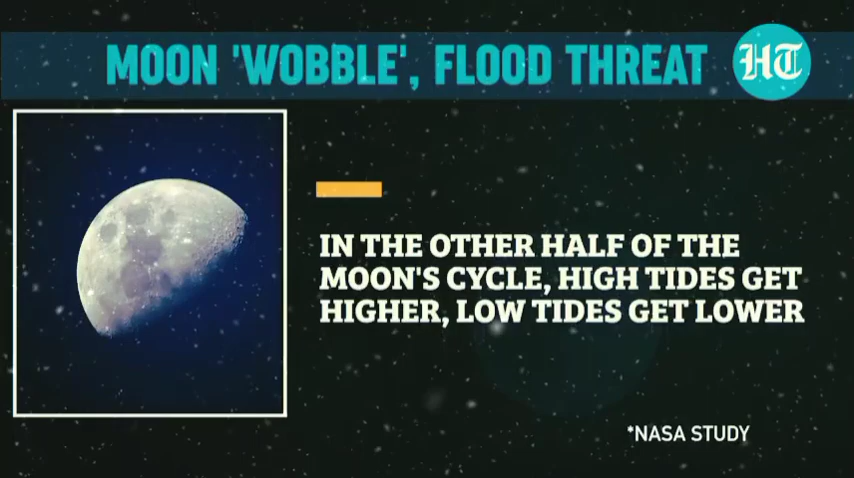 MOON 'WOBBLE', FLOOD THREAT
HT
IN THE OTHER HALF OF THE
MOON'S CYCLE, HIGH TIDES GET
HIGHER, LOW TIDES GET LOWER
*NASA STUDY